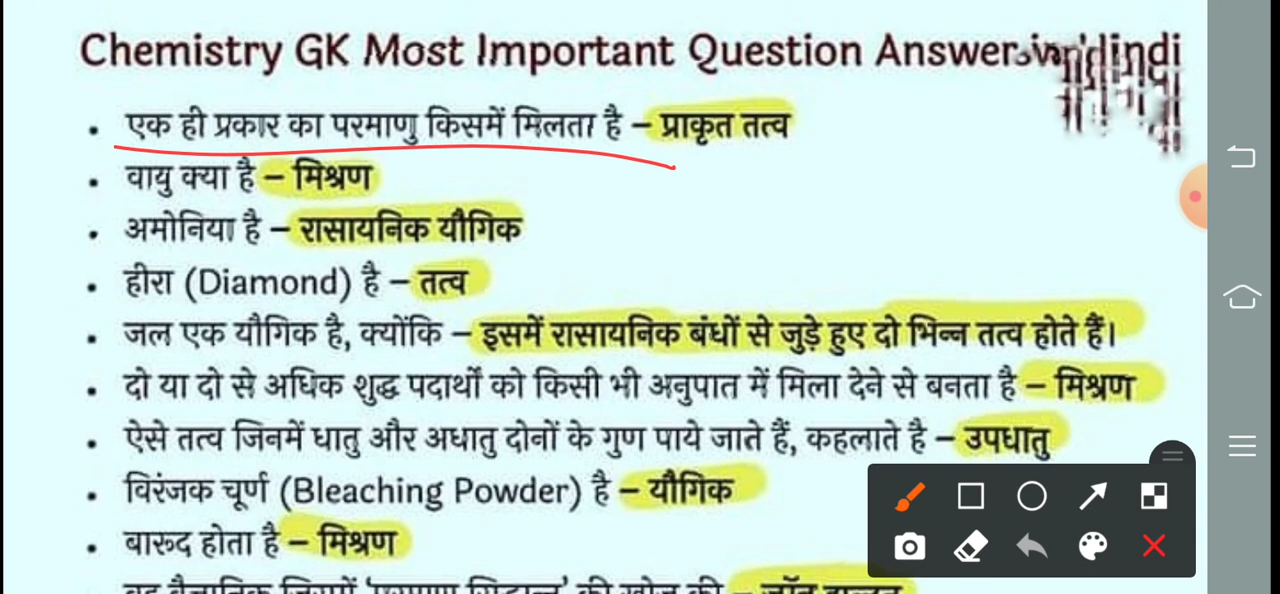 Chemistry GK Most Important Question Answer in Hindi
• एक ही प्रकार का परमाणु किसमें मिलता है – प्राकृत तत्व
• वायु क्या है – मिश्रण
• अमोनिया है – रासायनिक यौगिक
• हीरा (Diamond) है – तत्व
• जल एक यौगिक है, क्योंकि – इसमें रासायनिक बंधों से जुड़े हुए दो भिन्न तत्व होते हैं।
• दो या दो से अधिक शुद्ध पदार्थों को किसी भी अनुपात में मिला देने से बनता है – मिश्रण
• ऐसे तत्व जिनमें धातु और अधातु दोनों के गुण पाये जाते हैं, कहलाते है – उपधातु
• विरंजक चूर्ण (Bleaching Powder) है – यौगिक
• बारूद होता है – मिश्रण